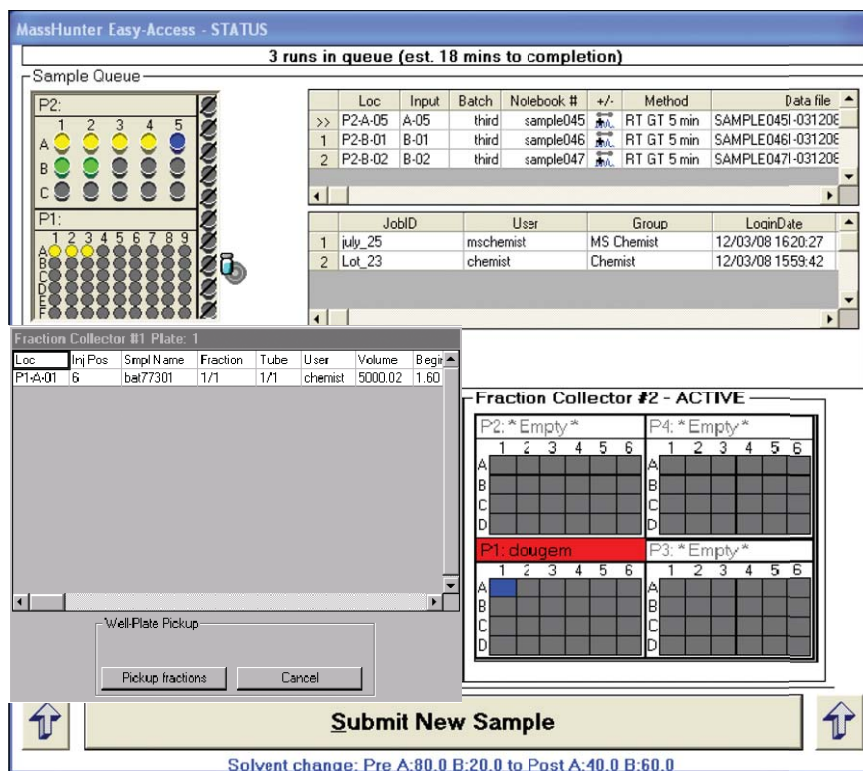 MassHunter Easy-Access - STATUS
3 runs in queue (est. 18 mins to completion)
Sample Queue
P2:
1 2 3 4 5
A
B
C
P1:
1 2 3 4 5 6 7 8 9
A
B
C
D
E
F
Loc Input Batch Notebook # +/- Method Data file
>> P2-A-05 A-05 third sample045 RT GT 5 min SAMPLE045I-031208
1 P2-B-01 B-01 third sample046 RT GT 5 min SAMPLE046I-031208
2 P2-B-02 B-02 third sample047 RT GT 5 min SAMPLE047I-031208
JobID User Group LoginDate
1 july_25 mschemist MS Chemist 12/03/08 1620:27
2 Lot_23 chemist Chemist 12/03/08 1559:42
Fraction Collector #1 Plate: 1
Loc Inj Pos Smpl Name Fraction Tube User Volume Begin
P1-A-01 6 bat77301 1/1 1/1 chemist 5000.02 1.60
Well-Plate Pickup
Pickup fractions Cancel
Fraction Collector #2 - ACTIVE
P2: *Empty* P4: *Empty*
1 2 3 4 5 6 1 2 3 4 5 6
A A
B B
C C
D D
P1: dougem P3: *Empty*
1 2 3 4 5 6 1 2 3 4 5 6
A A
B B
C C
D D
Submit New Sample
Solvent change: Pre A:80.0 B:20.0 to Post A:40.0 B:60.0